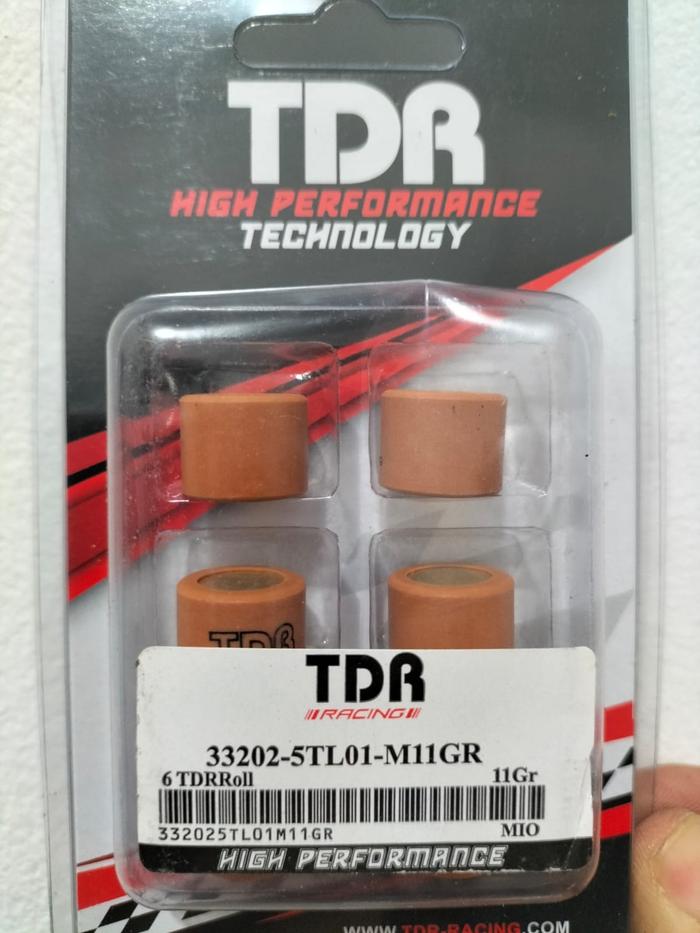 TDR
HIGH PERFORMANCE
TECHNOLOGY
TDR
TDR
RACING
33202-5TL01-M11GR
6 TDRRoll 11Gr
332025TL01M11GR MIO
HIGH PERFORMANCE
WWW.TDR-RACING.COM